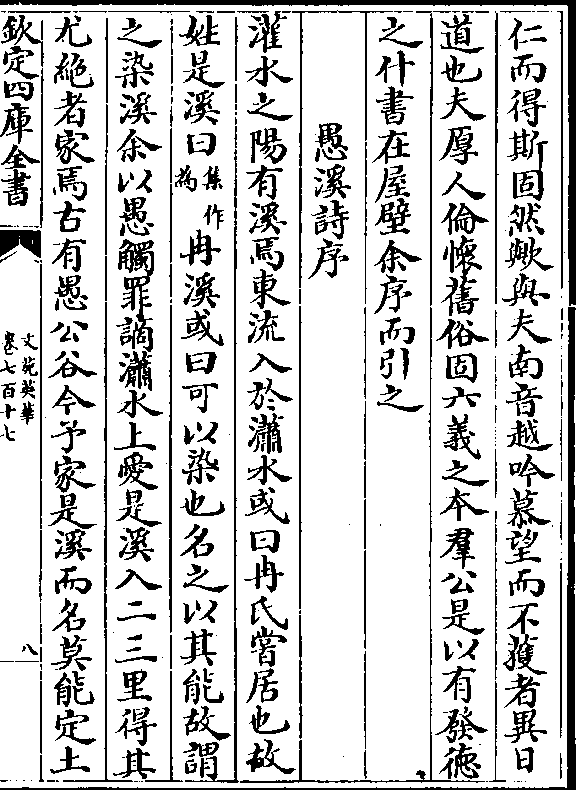 仁而得斯固然歟與夫南音越吟慕望而不獲者異日
道也夫厚人倫懷舊俗固六義之本羣公是以有發徳
之什書在屋壁余序而引之
愚溪詩序
灌水之陽有溪焉東流入於瀟水或曰冉氏嘗居也故
姓是溪曰集作為冉溪或曰可以染也名之以其能故謂
之染溪余以愚觸罪謫瀟水上愛是溪入二三里得其
尤絶者家焉古有愚公谷今予家是溪而名莫能定土
欽定四庫全書
文苑英華
卷七百十七
八